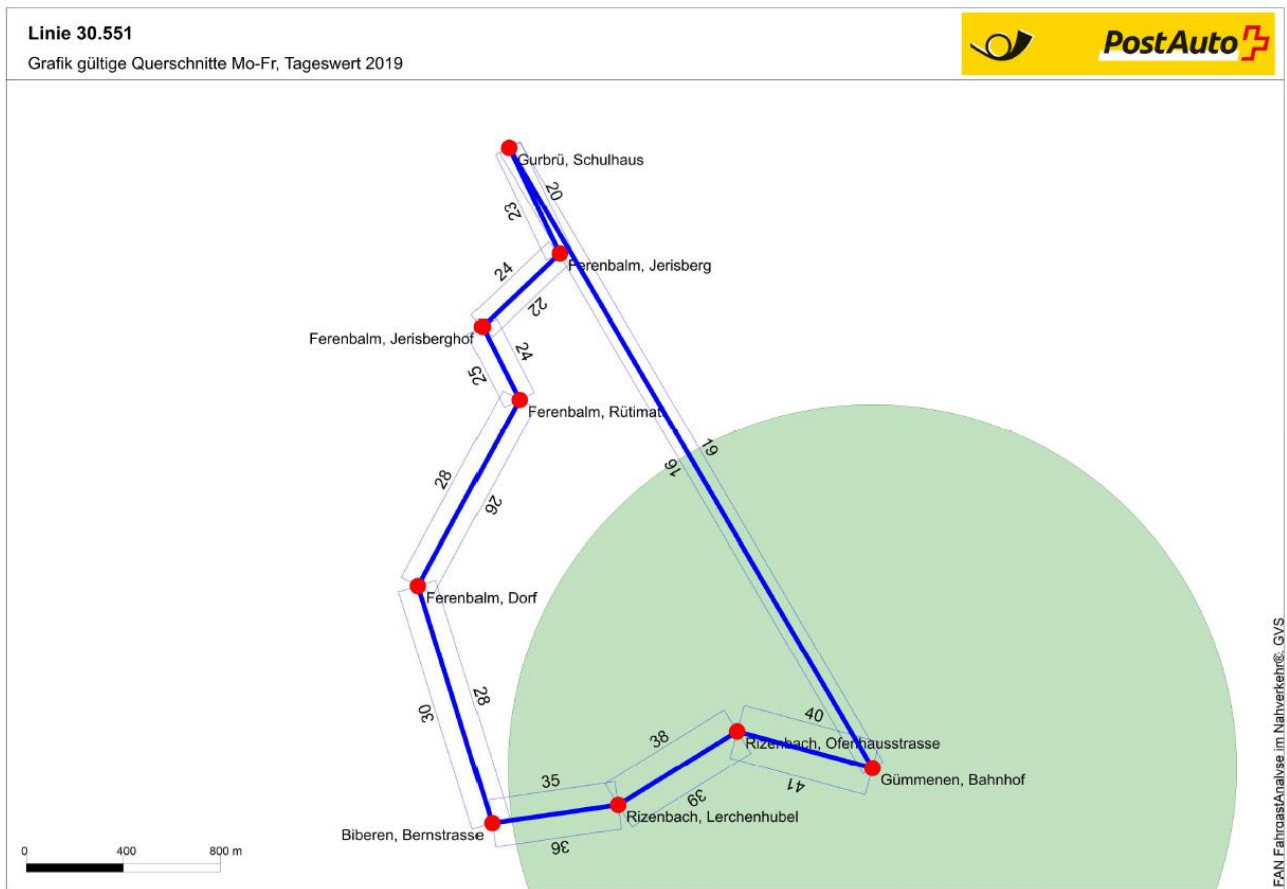 Linie 30.551
Grafik gültige Querschnitte Mo-Fr, Tageswert 2019
PostAuto
Gurbrü, Schulhaus
20
23
Ferenbalm, Jerisberg
24
22
Ferenbalm, Jerisberghof
24
25
Ferenbalm, Rütimat
28
26
19
16
Ferenbalm, Dorf
30
28
40
38
Rizenbach, Ofenhausstrasse
Gümmenen, Bahnhof
41
39
35
Rizenbach, Lerchenhubel
Biberen, Bernstrasse
36
0 400 800 m
FAN FahrgastAnalyse im Nahverkehr®, GVS